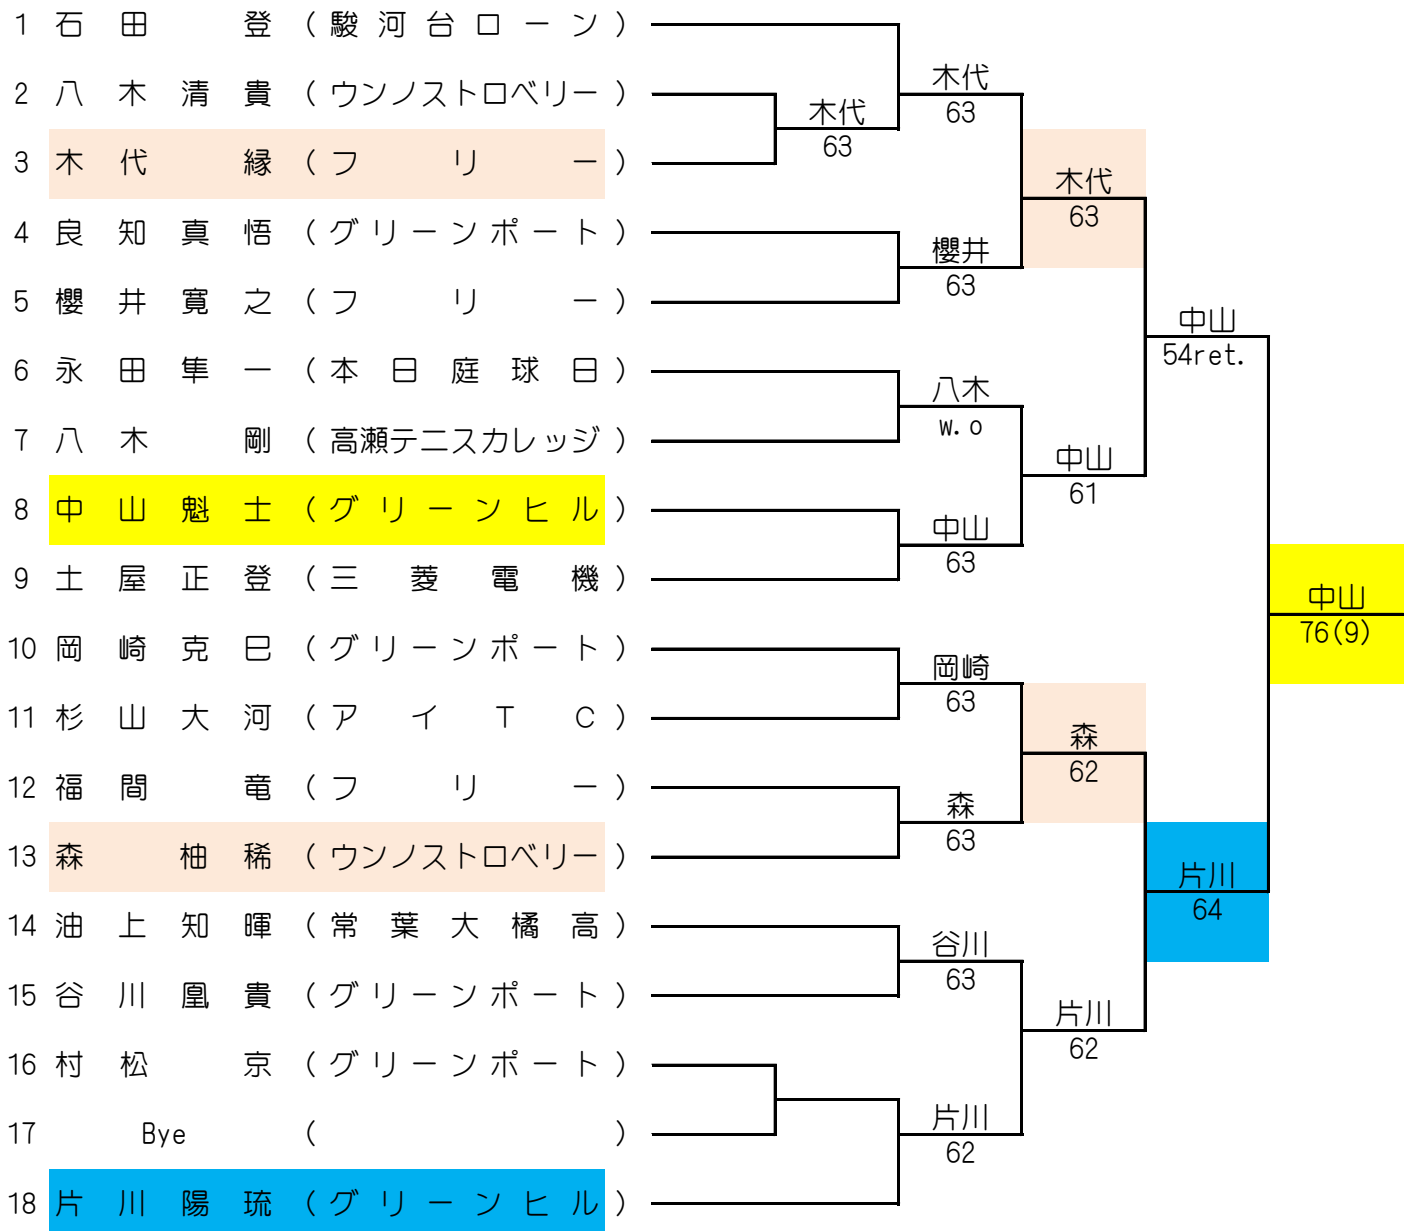 1 石田 登 (駿河台ローン)
2 八木清貴 (ウンノストロベリー)
3 木代 縁 (フリー)
4 良知真悟 (グリーンポート)
5 櫻井寛之 (フリー)
6 永田隼一 (本日庭球日)
7 八木 剛 (高瀬テニスカレッジ)
8 中山魁士 (グリーンヒル)
9 土屋正登 (三菱電機)
10 岡崎克巳 (グリーンポート)
11 杉山大河 (アイTC)
12 福間 竜 (フリー)
13 森 柚稀 (ウンノストロベリー)
14 油上知暉 (常葉大橘高)
15 谷川凰貴 (グリーンポート)
16 村松 京 (グリーンポート)
17 Bye ( )
18 片川陽琉 (グリーンヒル)
木代
63
木代
63
櫻井
63
八木
w.o
中山
63
岡崎
63
森
63
谷川
63
片川
62
木代
63
中山
61
森
62
片川
62
中山
54ret.
片川
64
中山
76(9)